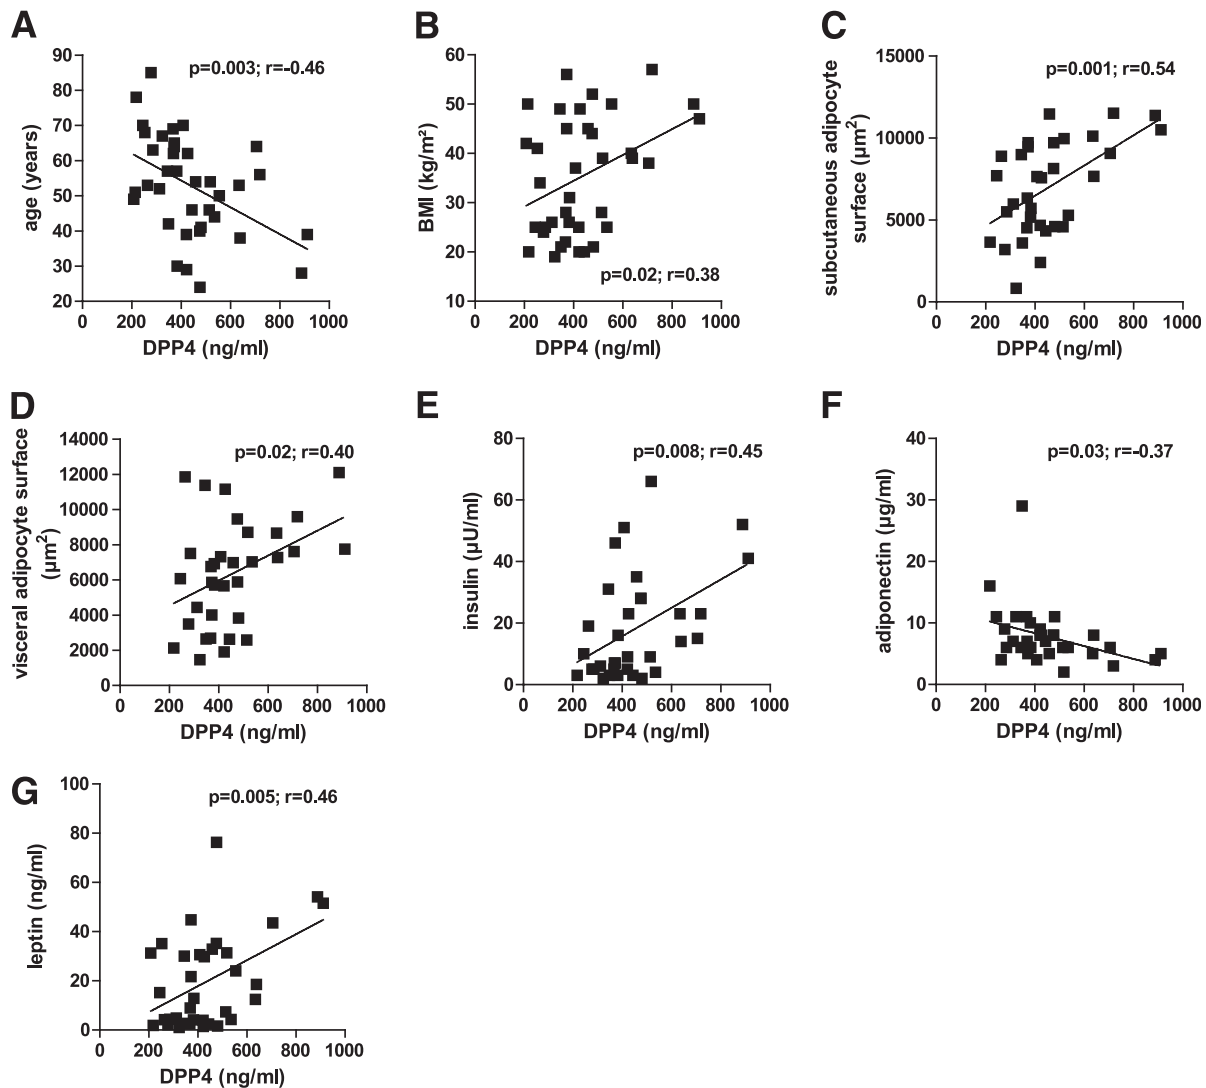 A
p=0.003; r=-0.46
age (years)
90
80
70
60
50
40
30
20
0 200 400 600 800 1000
DPP4 (ng/ml)
B
p=0.02; r=0.38
BMI (kg/m²)
60
50
40
30
20
10
0 200 400 600 800 1000
DPP4 (ng/ml)
C
p=0.001; r=0.54
subcutaneous adipocyte
surface (µm²)
15000
10000
5000
0
0 200 400 600 800 1000
DPP4 (ng/ml)
D
p=0.02; r=0.40
visceral adipocyte surface
(µm²)
14000
12000
10000
8000
6000
4000
2000
0
0 200 400 600 800 1000
DPP4 (ng/ml)
E
p=0.008; r=0.45
insulin (µU/ml)
80
60
40
20
0
0 200 400 600 800 1000
DPP4 (ng/ml)
F
p=0.03; r=-0.37
adiponectin (µg/ml)
40
30
20
10
0
0 200 400 600 800 1000
DPP4 (ng/ml)
G
p=0.005; r=0.46
leptin (ng/ml)
100
80
60
40
20
0
0 200 400 600 800 1000
DPP4 (ng/ml)